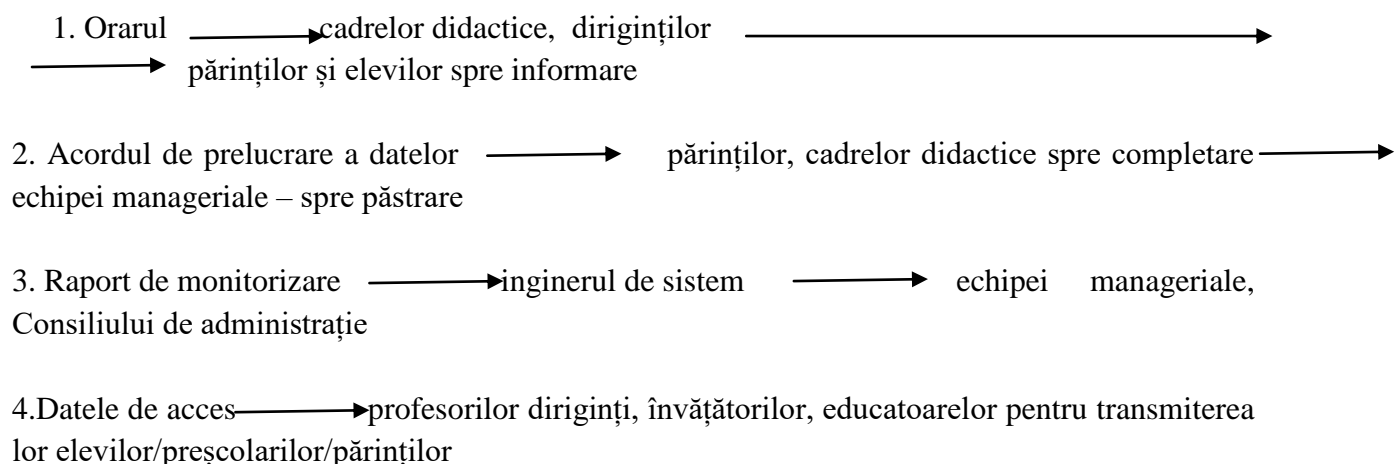 1. Orarul cadrelor didactice, diriginților
părinților și elevilor spre informare
2. Acordul de prelucrare a datelor părinților, cadrelor didactice spre completare
echipei manageriale – spre păstrare
3. Raport de monitorizare inginerul de sistem echipei manageriale,
Consiliului de administrație
4.Datele de acces profesorilor diriginți, învățătorilor, educatoarelor pentru transmiterea
lor elevilor/preșcolarilor/părinților